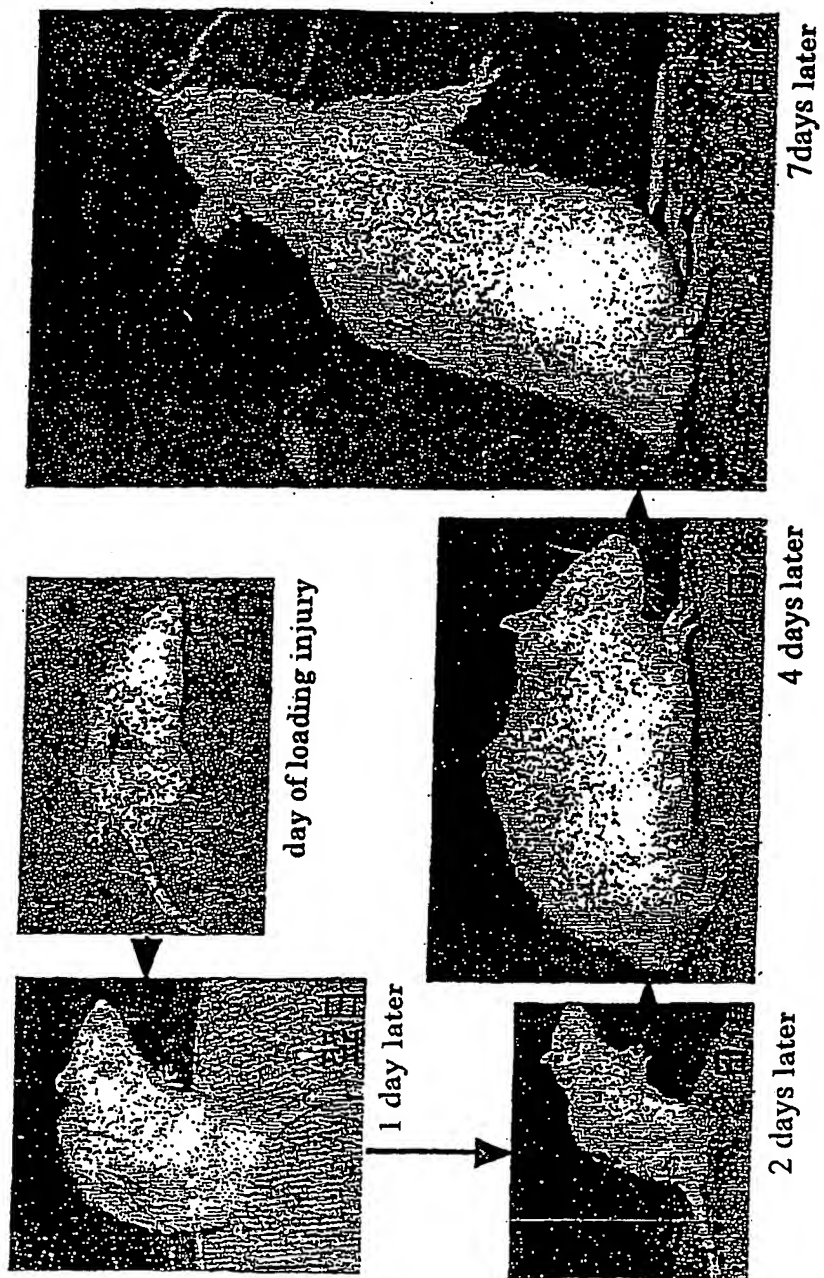 day of loading injury
1 day later
2 days later
4 days later
7days later